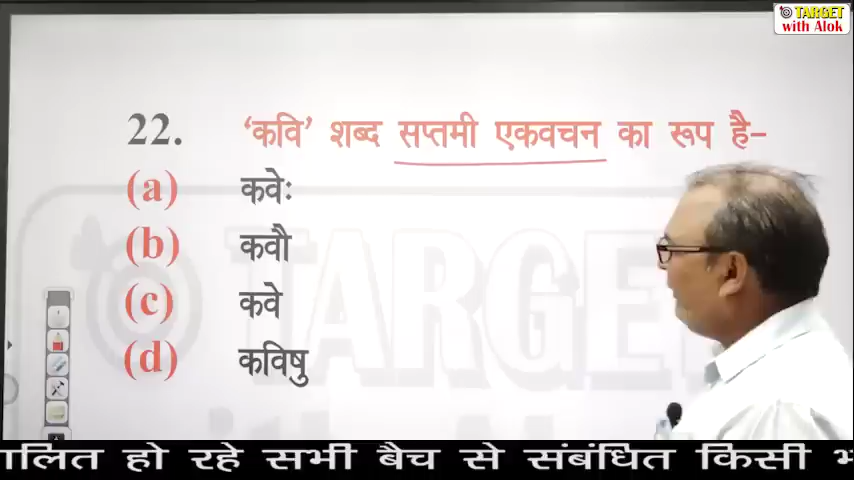 TARGET
with Alok
22. ‘कवि’ शब्द सप्तमी एकवचन का रूप है–
(a) कवेः
(b) कवौ
(c) कवे
(d) कविषु
TARGET
हो रहे सभी बैच से संबंधित किसी